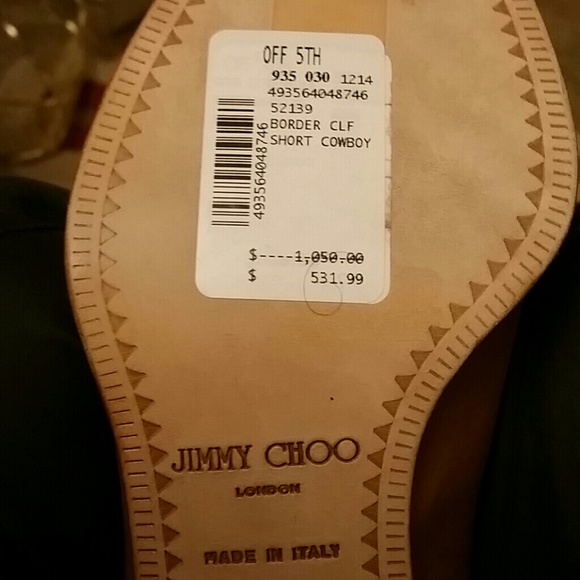 OFF 5TH
935 030 1214
493564048746
52139
BORDER CLF
SHORT COWBOY
493564048746
$----1,050.00
$ 531.99
JIMMY CHOO
LONDON
MADE IN ITALY